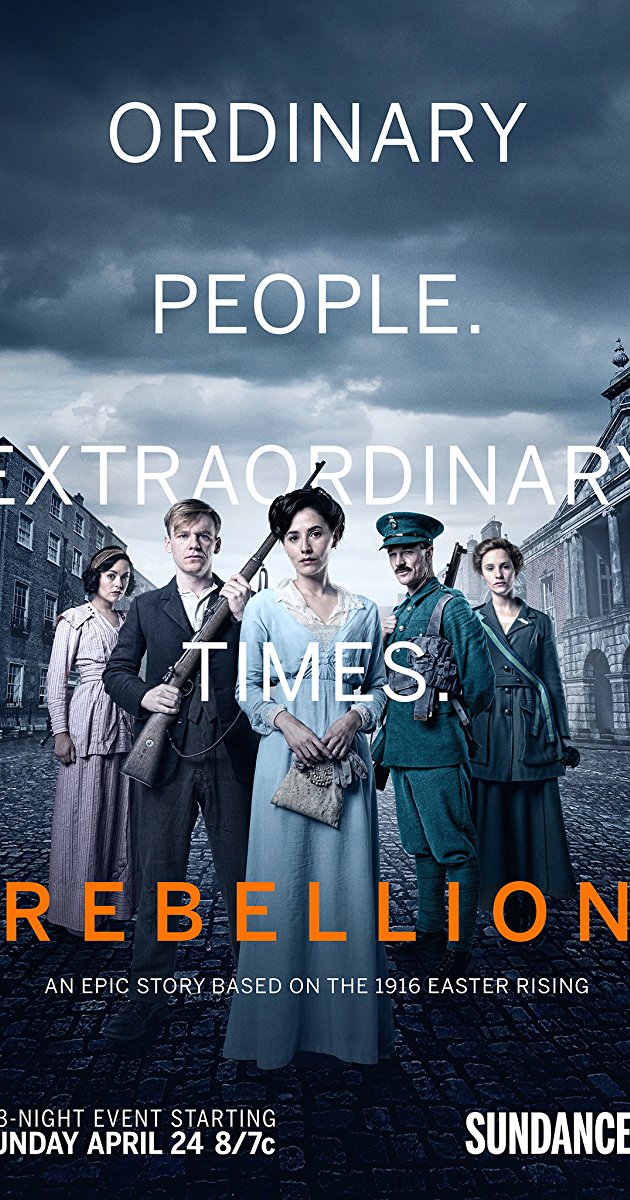 ORDINARY
PEOPLE.
EXTRAORDINARY
TIMES.
REBELLION
AN EPIC STORY BASED ON THE 1916 EASTER RISING
3-NIGHT EVENT STARTING
UNDAY APRIL 24 8/7c
SUNDANCE